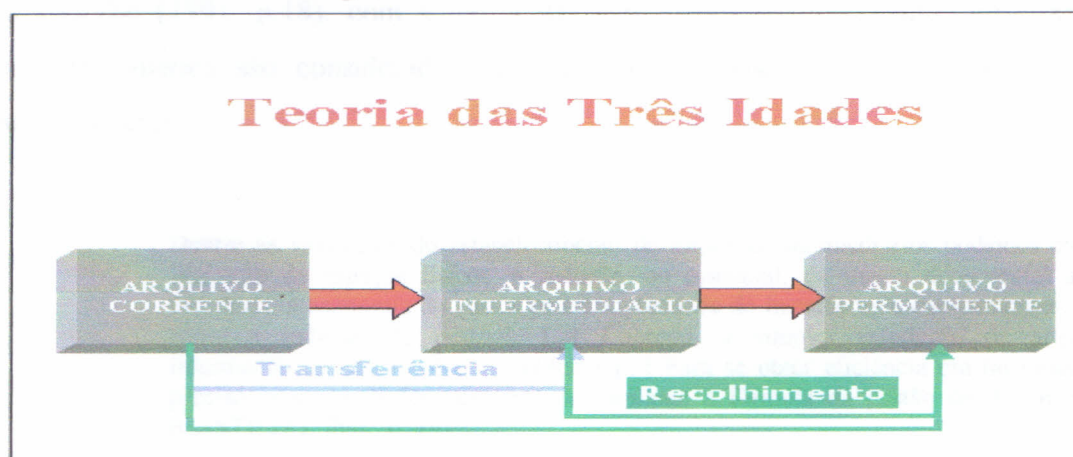 Teoria das Três Idades
ARQUIVO
CORRENTE
ARQUIVO
INTERMEDIÁRIO
ARQUIVO
PERMANENTE
Transferência
Recolhimento